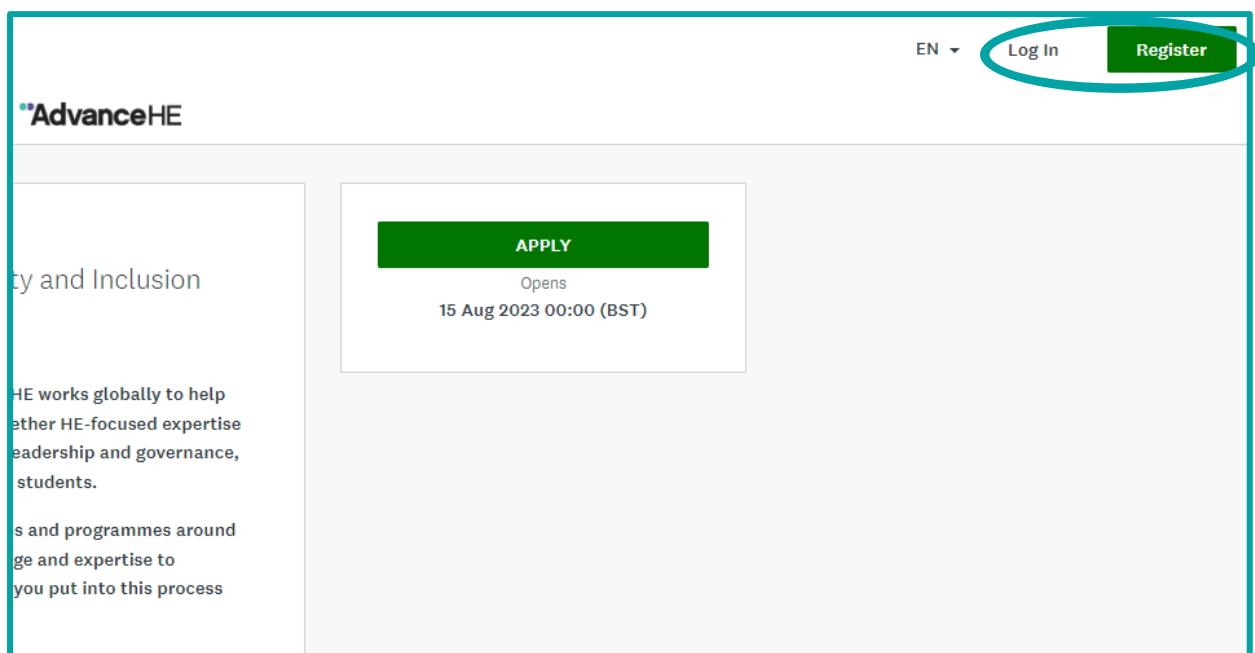 EN
Log In
Register
AdvanceHE
APPLY
Opens
15 Aug 2023 00:00 (BST)
ty and Inclusion
HE works globally to help
ether HE-focused expertise
eadership and governance,
students.
s and programmes around
ge and expertise to
you put into this process